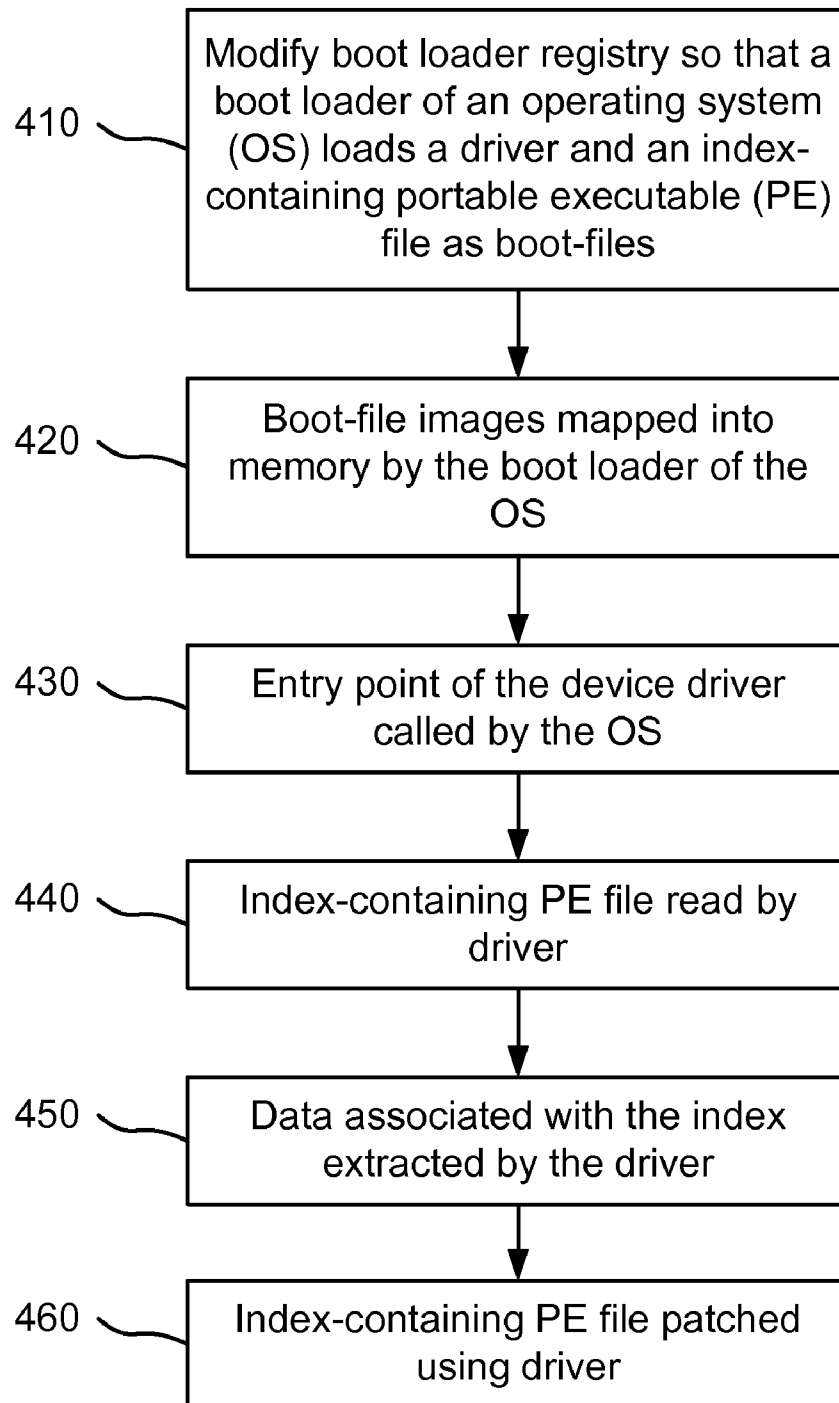 410
Modify boot loader registry so that a
boot loader of an operating system
(OS) loads a driver and an index-
containing portable executable (PE)
file as boot-files
420
Boot-file images mapped into
memory by the boot loader of the
OS
430
Entry point of the device driver
called by the OS
440
Index-containing PE file read by
driver
450
Data associated with the index
extracted by the driver
460
Index-containing PE file patched
using driver